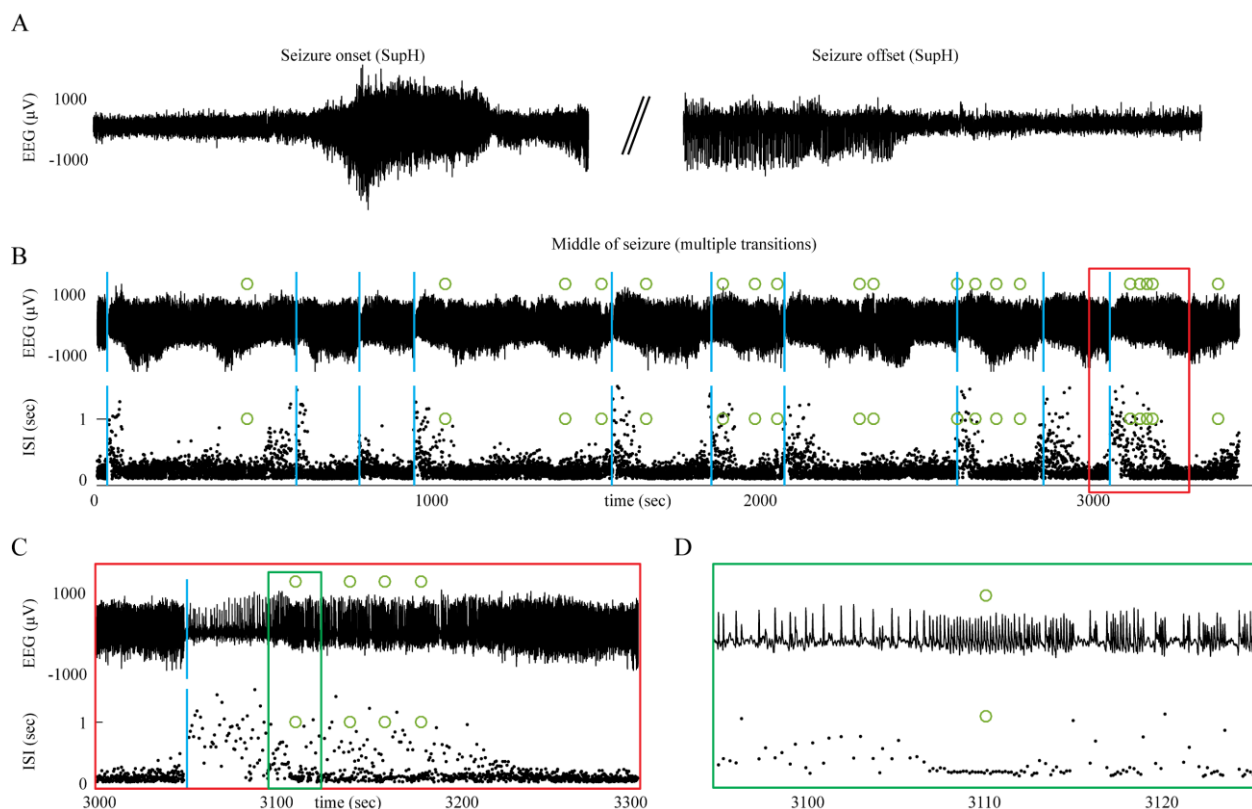 A
Seizure onset (SupH)
Seizure offset (SupH)
EEG (µV)
1000
-1000
B
Middle of seizure (multiple transitions)
EEG (µV)
1000
-1000
ISI (sec)
1
0
0 1000 time (sec) 2000 3000
C
D
EEG (µV)
1000
-1000
ISI (sec)
1
0
3000 3100 time (sec) 3200 3300
3100 3110 3120